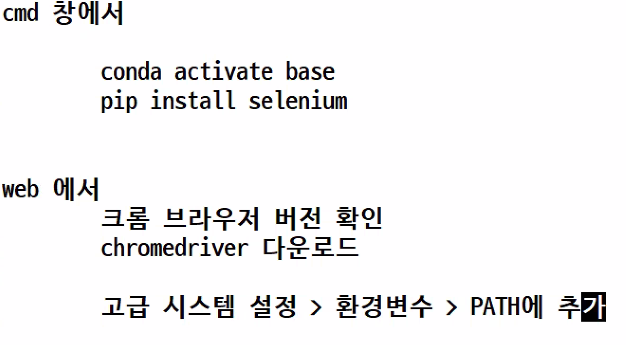 cmd 창에서
conda activate base
pip install selenium
web 에서
크롬 브라우저 버전 확인
chromedriver 다운로드
고급 시스템 설정 > 환경변수 > PATH에 추가